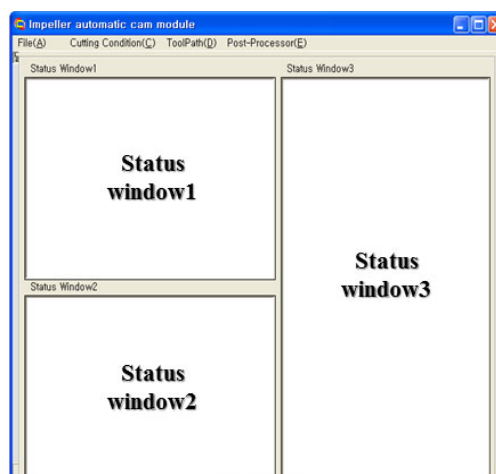 Impeller automatic cam module
File(A) Cutting Condition(C) ToolPath(D) Post-Processor(E)
Status Window1
Status
window1
Status Window2
Status
window2
Status Window3
Status
window3